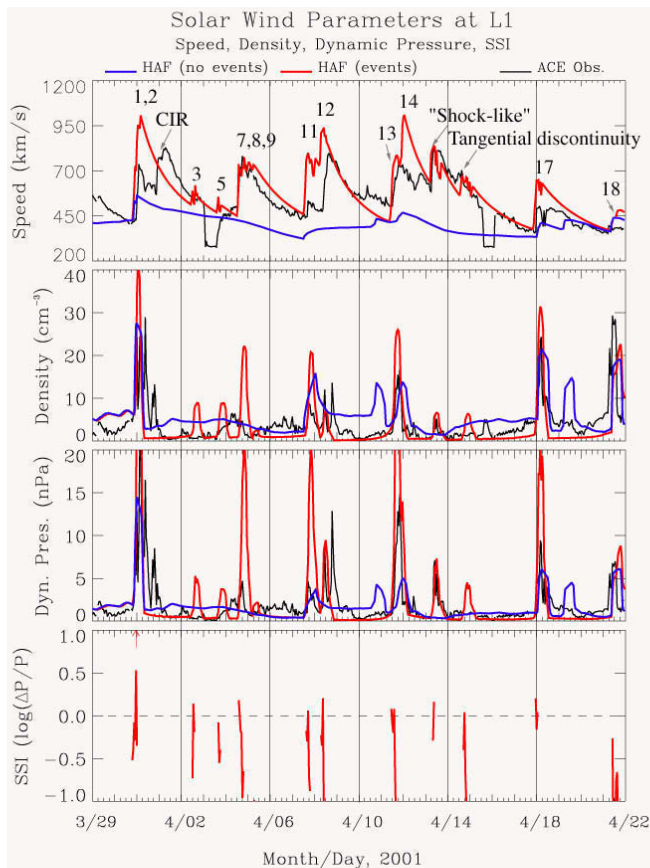 Solar Wind Parameters at L1
Speed, Density, Dynamic Pressure, SSI
HAF (no events) HAF (events) ACE Obs.
Speed (km/s)
1200
950
700
450
200
1,2
CIR
3
5
7,8,9
11
12
13
14
"Shock-like"
Tangential discontinuity
17
18
Density (cm⁻³)
40
30
20
10
0
Dyn. Pres. (nPa)
20
15
10
5
0
SSI (log(ΔP/P)
1.0
0.5
0.0
-0.5
-1.0
3/29 4/02 4/06 4/10 4/14 4/18 4/22
Month/Day, 2001